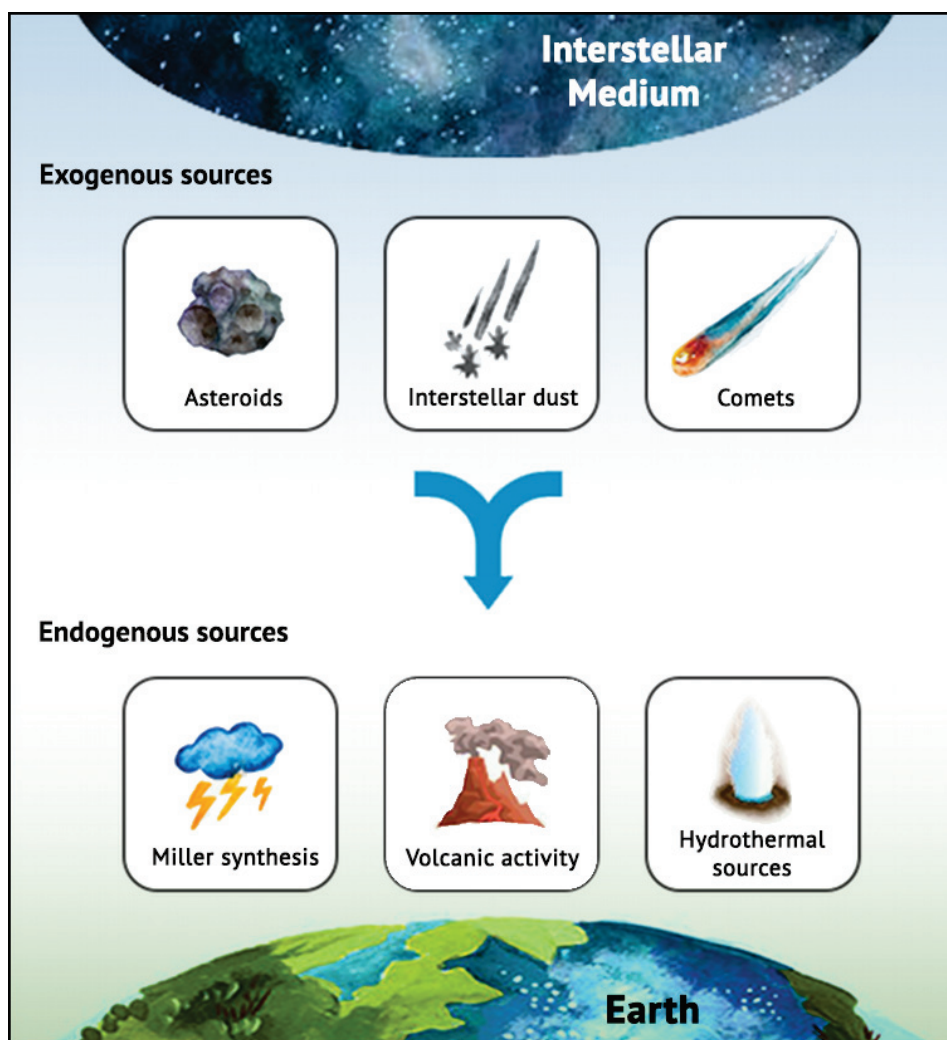 Interstellar
Medium
Exogenous sources
Asteroids
Interstellar dust
Comets
Endogenous sources
Miller synthesis
Volcanic activity
Hydrothermal
sources
Earth